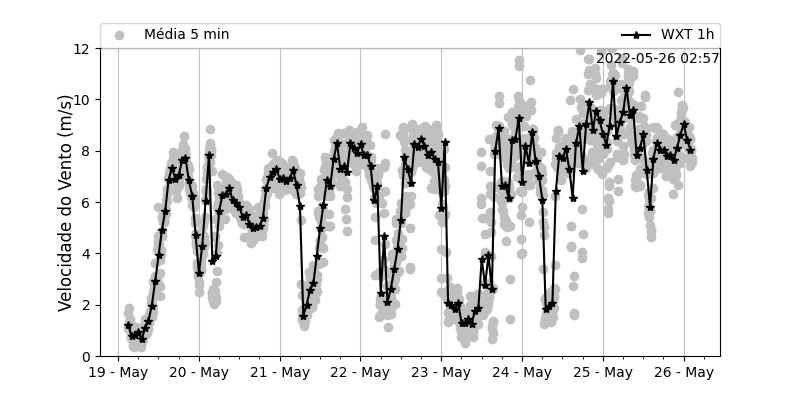 Média 5 min
WXT 1h
2022-05-26 02:57
Velocidade do Vento (m/s)
12
10
8
6
4
2
0
19 - May
20 - May
21 - May
22 - May
23 - May
24 - May
25 - May
26 - May